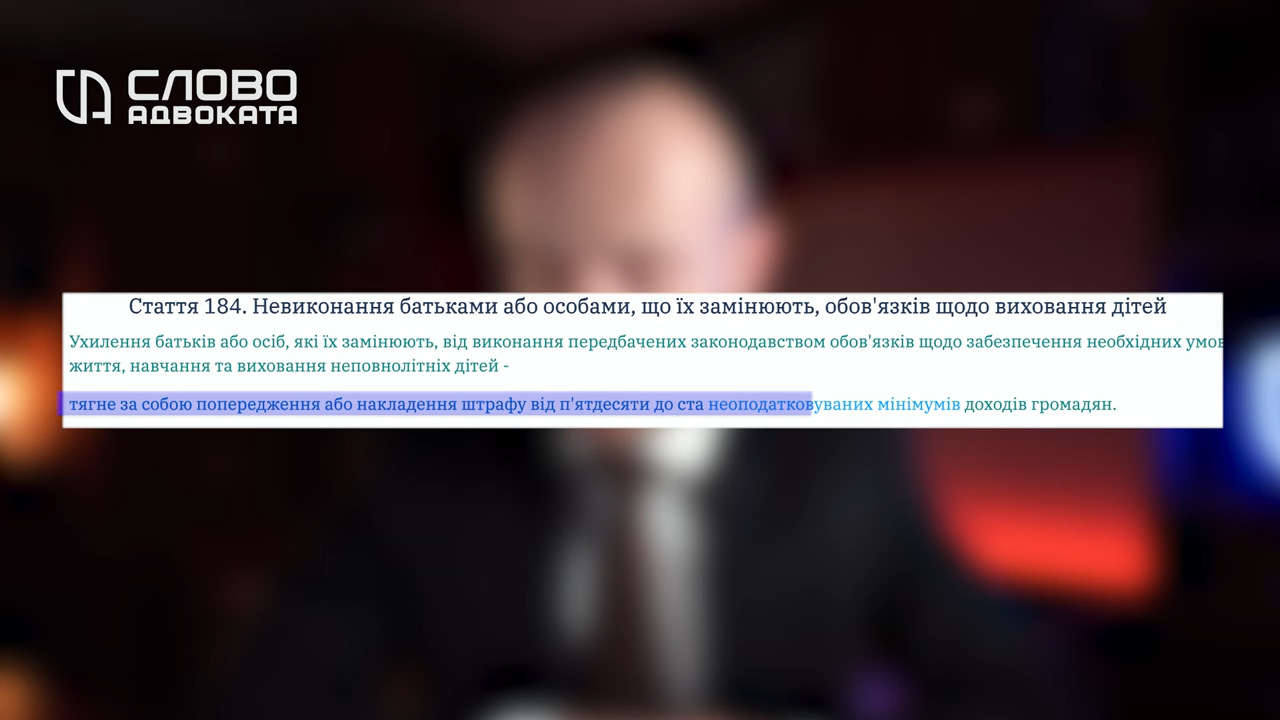 СЛОВО
АДВОКАТА
Стаття 184. Невиконання батьками або особами, що їх замінюють, обов'язків щодо виховання дітей
Ухилення батьків або осіб, які їх замінюють, від виконання передбачених законодавством обов'язків щодо забезпечення необхідних умов
життя, навчання та виховання неповнолітніх дітей -
тягне за собою попередження або накладення штрафу від п'ятдесяти до ста неоподатковуваних мінімумів доходів громадян.